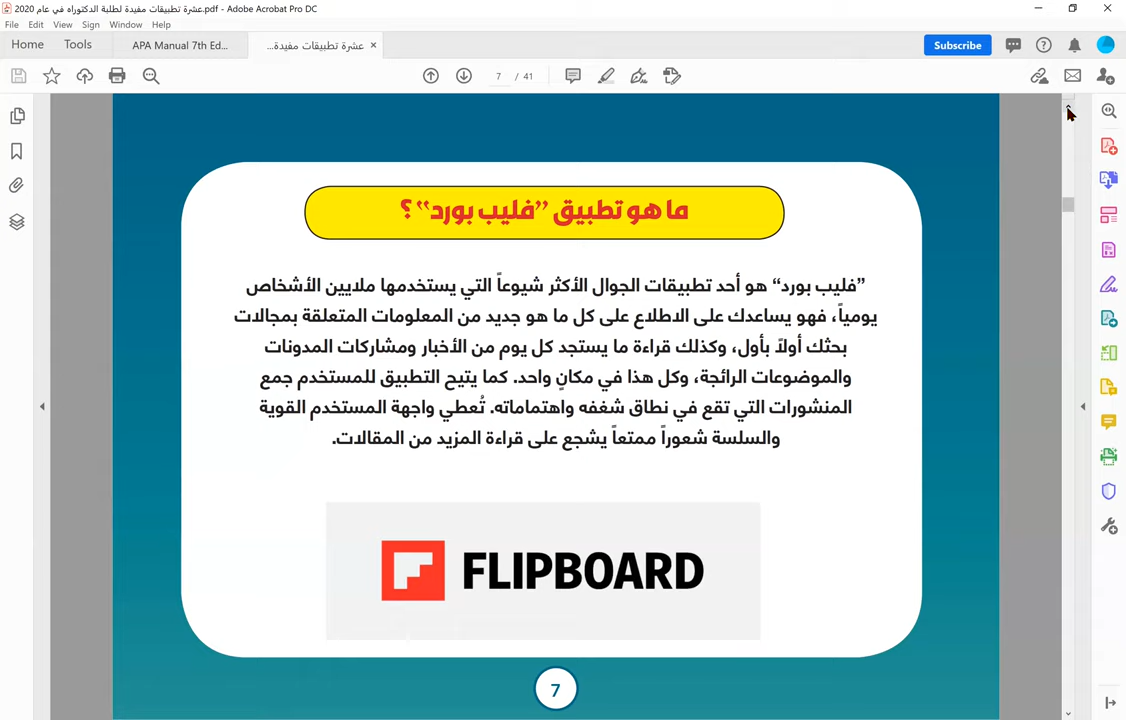 عشرة تطبيقات مفيدة لطلبة الدكتوراه في عام 2020.pdf - Adobe Acrobat Pro DC
File Edit View Sign Window Help
Home Tools APA Manual 7th Ed... عشرة تطبيقات مفيدة... × Subscribe
7 / 41
ما هو تطبيق ”فليب بورد“ ؟
”فليب بورد“ هو أحد تطبيقات الجوال الأكثر شيوعاً التي يستخدمها ملايين الأشخاص
يومياً، فهو يساعدك على الاطلاع على كل ما هو جديد من المعلومات المتعلقة بمجالات
بحثك أولاً بأول، وكذلك قراءة ما يستجد كل يوم من الأخبار ومشاركات المدونات
والموضوعات الرائجة، وكل هذا في مكانٍ واحد. كما يتيح التطبيق للمستخدم جمع
المنشورات التي تقع في نطاق شغفه واهتماماته. تُعطي واجهة المستخدم القوية
والسلسة شعوراً ممتعاً يشجع على قراءة المزيد من المقالات.
FLIPBOARD
7